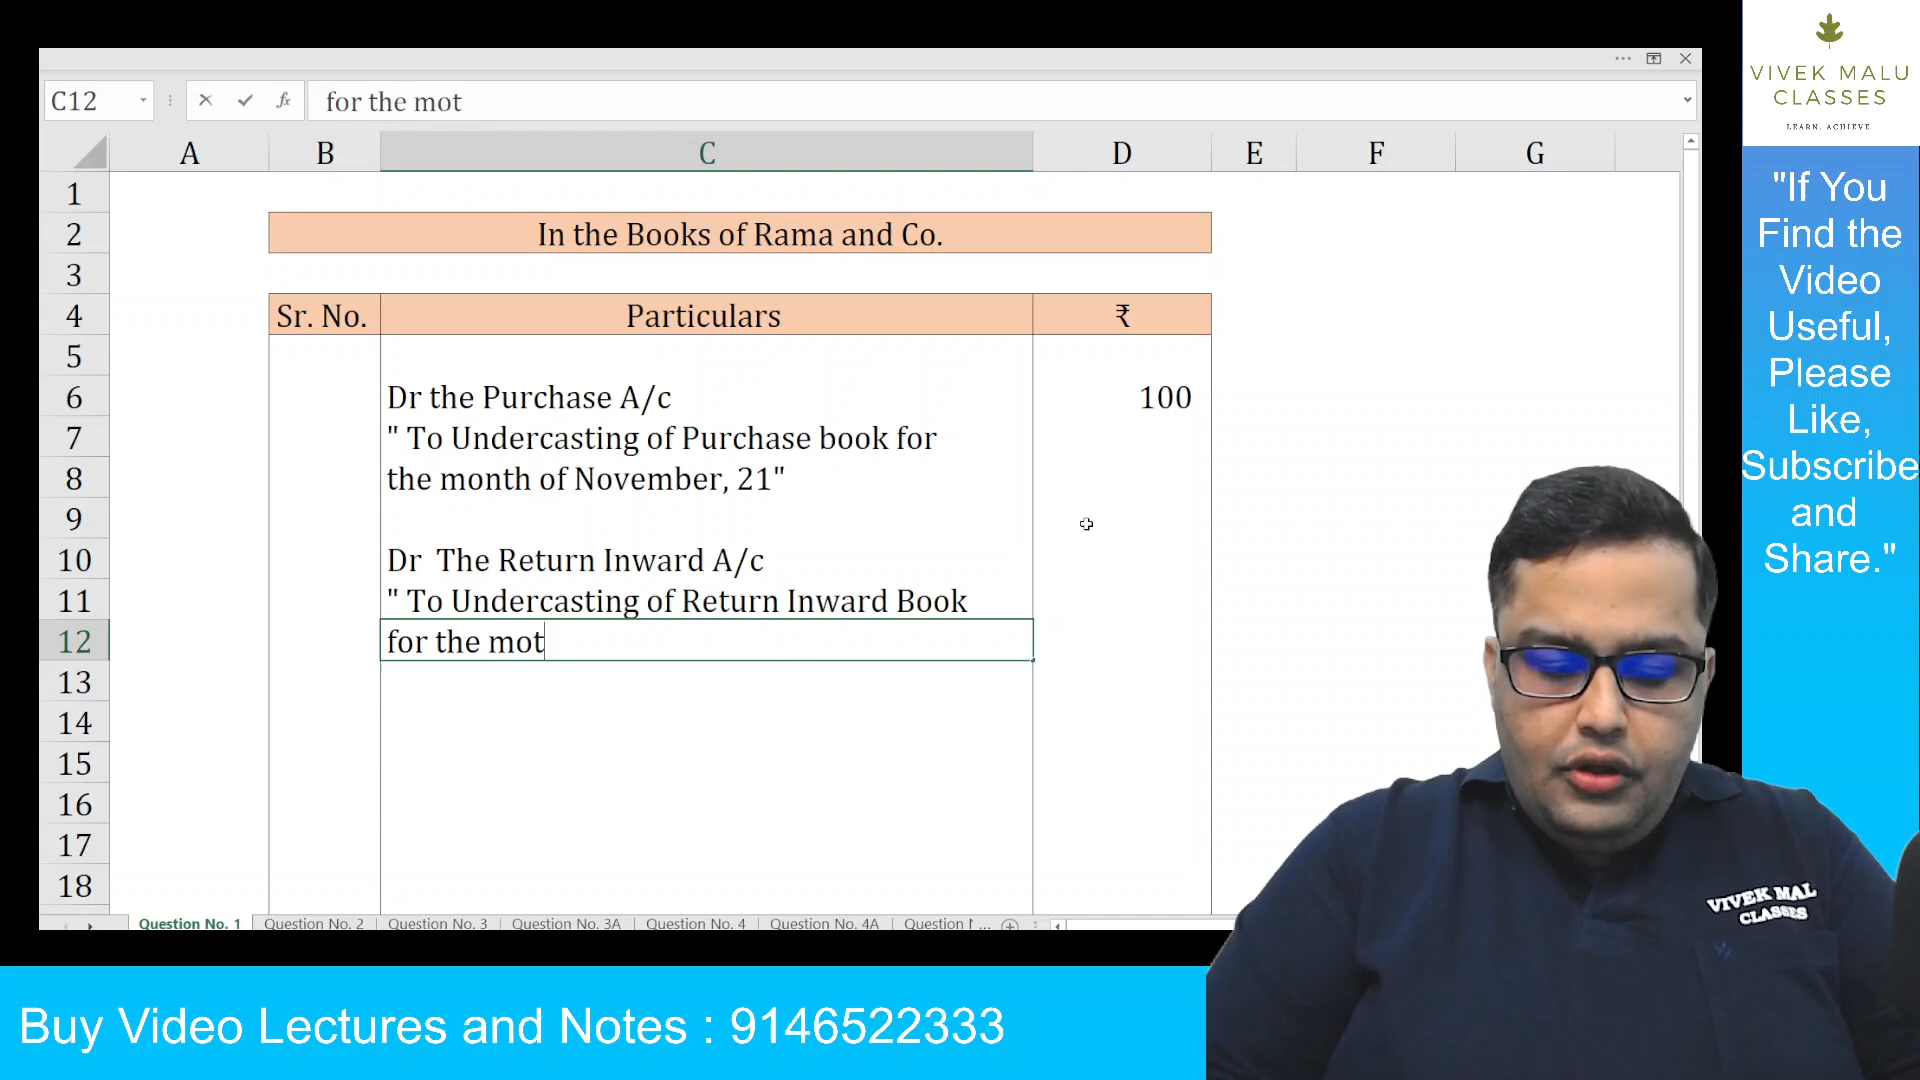 C12
fx
for the mot
A B C D E F G
1
2 In the Books of Rama and Co.
3
4 Sr. No. Particulars ₹
5
6 Dr the Purchase A/c 100
7 " To Undercasting of Purchase book for
8 the month of November, 21"
9
10 Dr  The Return Inward A/c
11 " To Undercasting of Return Inward Book
12 for the mot
13
14
15
16
17
18
Question No. 1 Question No. 2 Question No. 3 Question No. 3A Question No. 4 Question No. 4A Question ...
VIVEK MALU
CLASSES
LEARN. ACHIEVE.
"If You
Find the
Video
Useful,
Please
Like,
Subscribe
and
Share."
VIVEK MAL
CLASSES
Buy Video Lectures and Notes : 9146522333